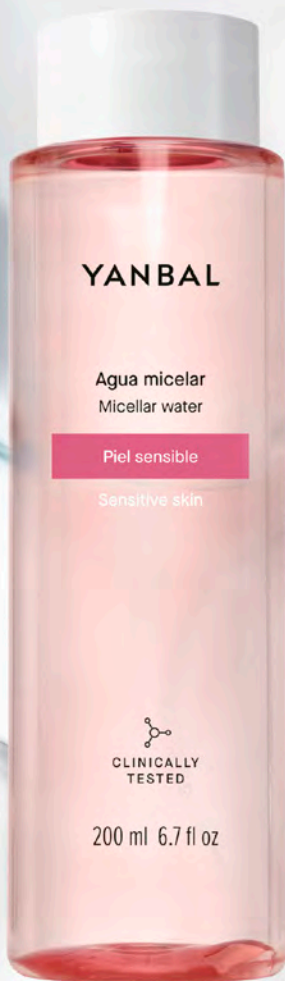 YANBAL
Agua micelar
Micellar water
Piel sensible
Sensitive skin
CLINICALLY
TESTED
200 ml 6.7 fl oz